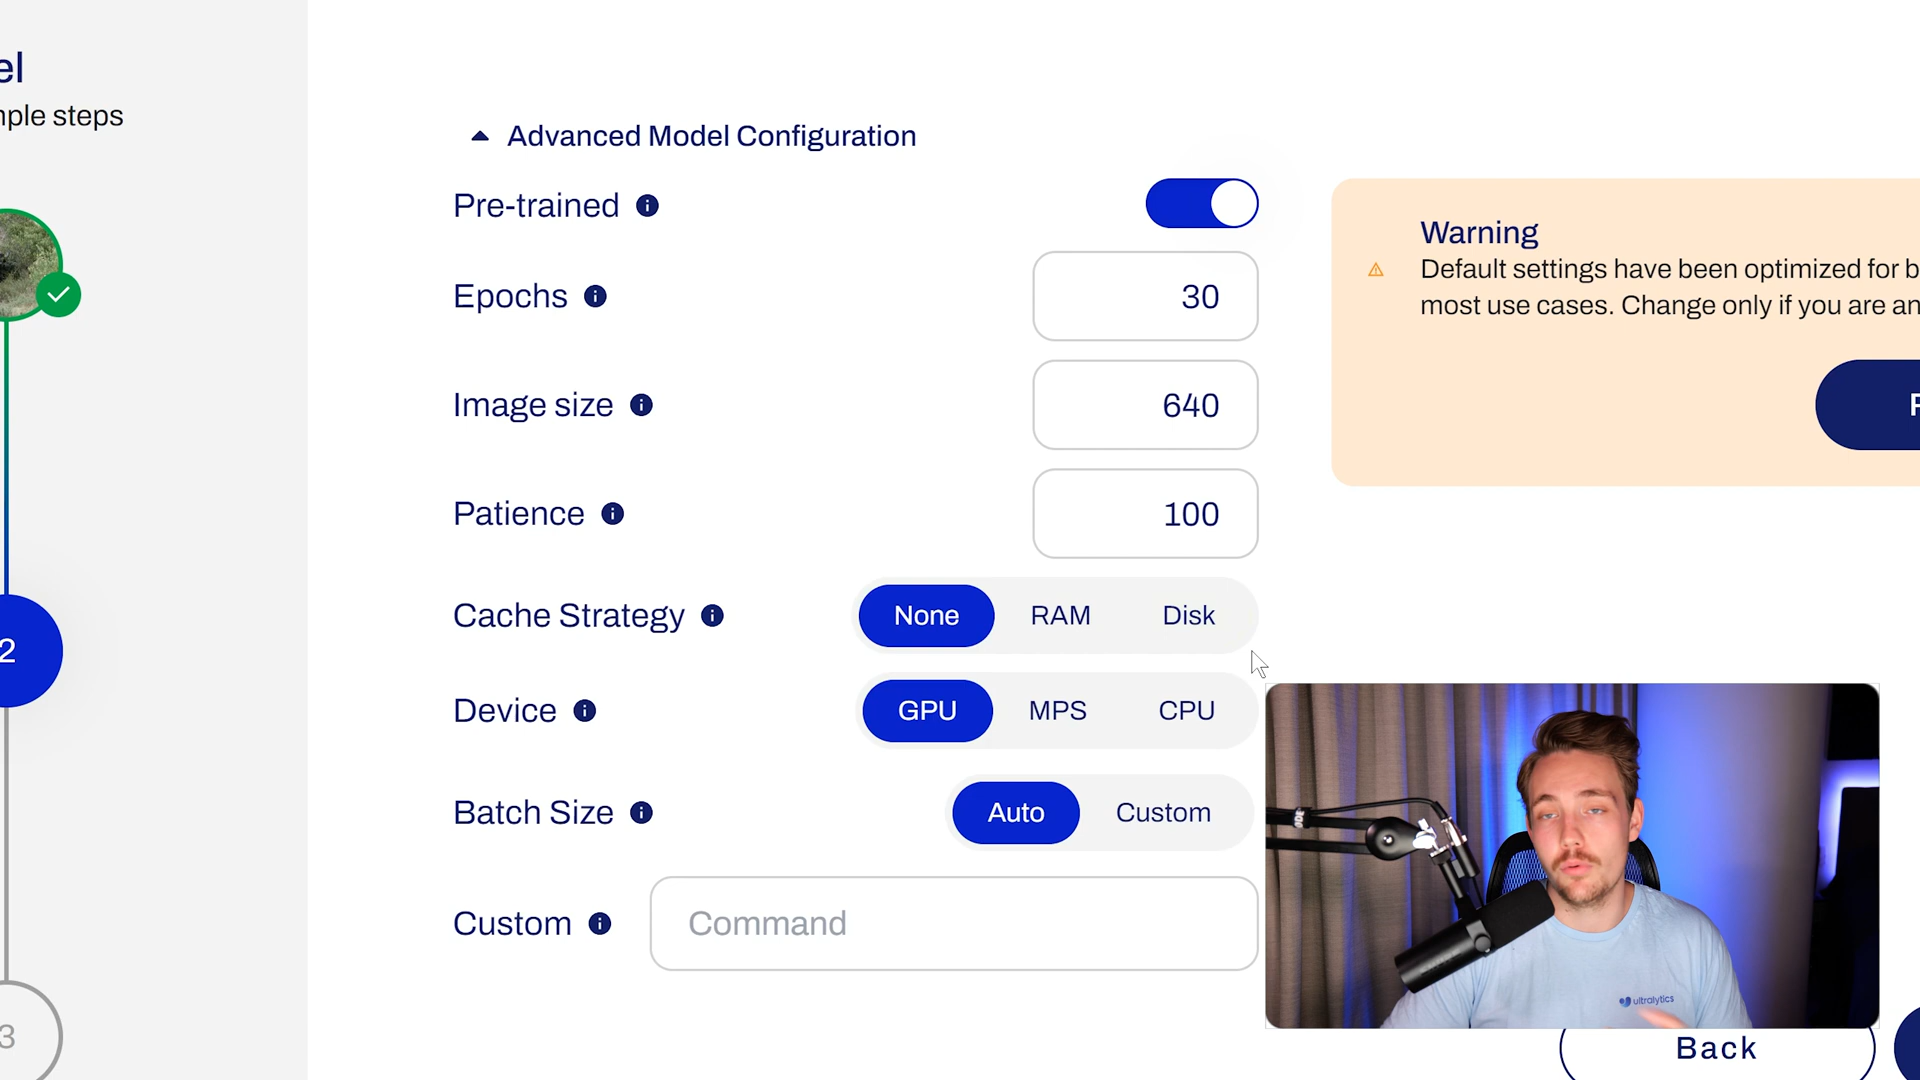 el
ple steps
Advanced Model Configuration
Pre-trained
Epochs
30
Image size
640
Patience
100
Cache Strategy
None
RAM
Disk
Device
GPU
MPS
CPU
Batch Size
Auto
Custom
Custom
Command
Warning
Default settings have been optimized for b
most use cases. Change only if you are an
2
3
ultralytics
Back